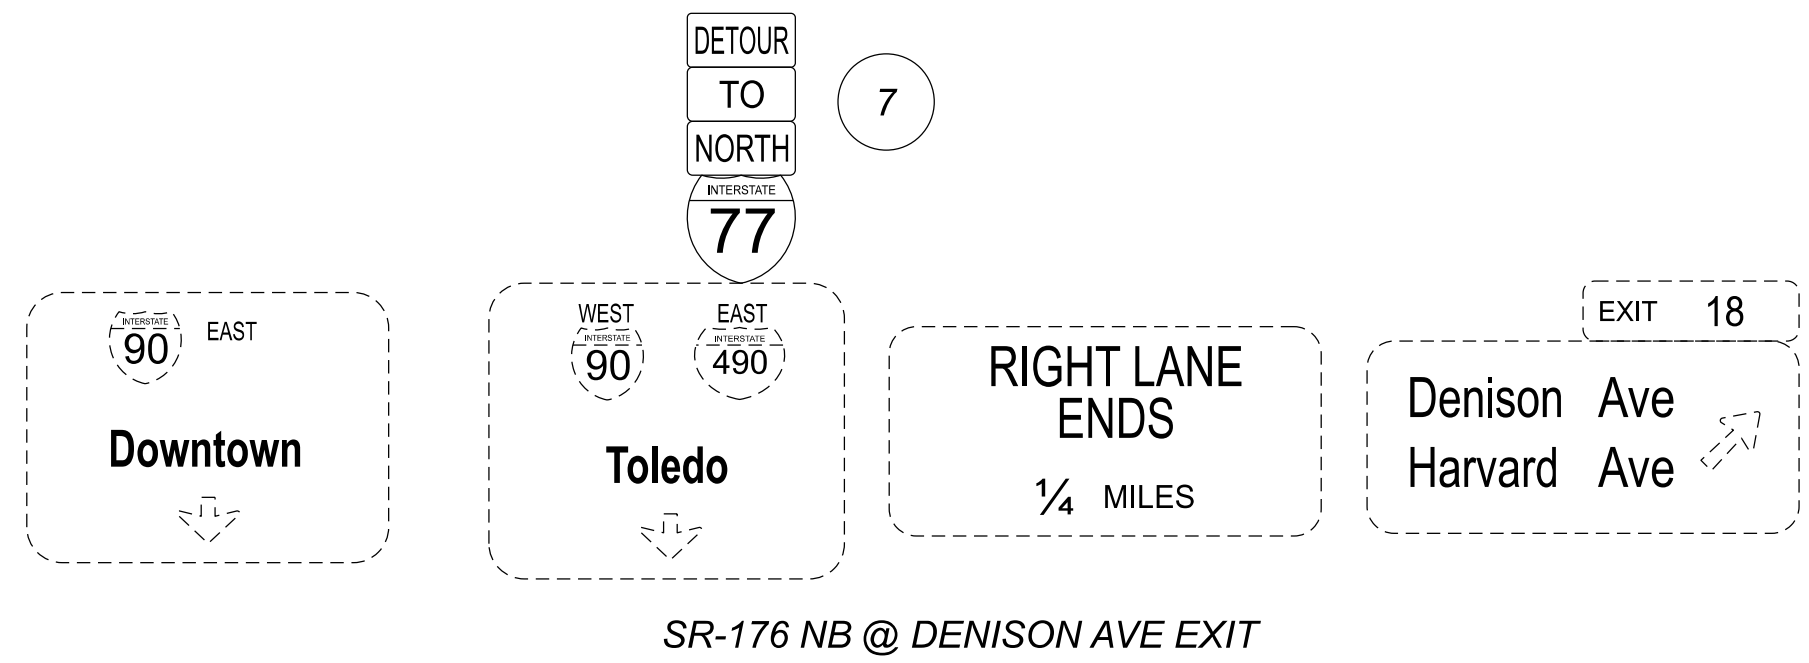 DETOUR
TO
NORTH
INTERSTATE
77
7
INTERSTATE
90
EAST
Downtown
WEST
INTERSTATE
90
EAST
INTERSTATE
490
Toledo
RIGHT LANE
ENDS
¼ MILES
EXIT 18
Denison Ave
Harvard Ave
SR-176 NB @ DENISON AVE EXIT